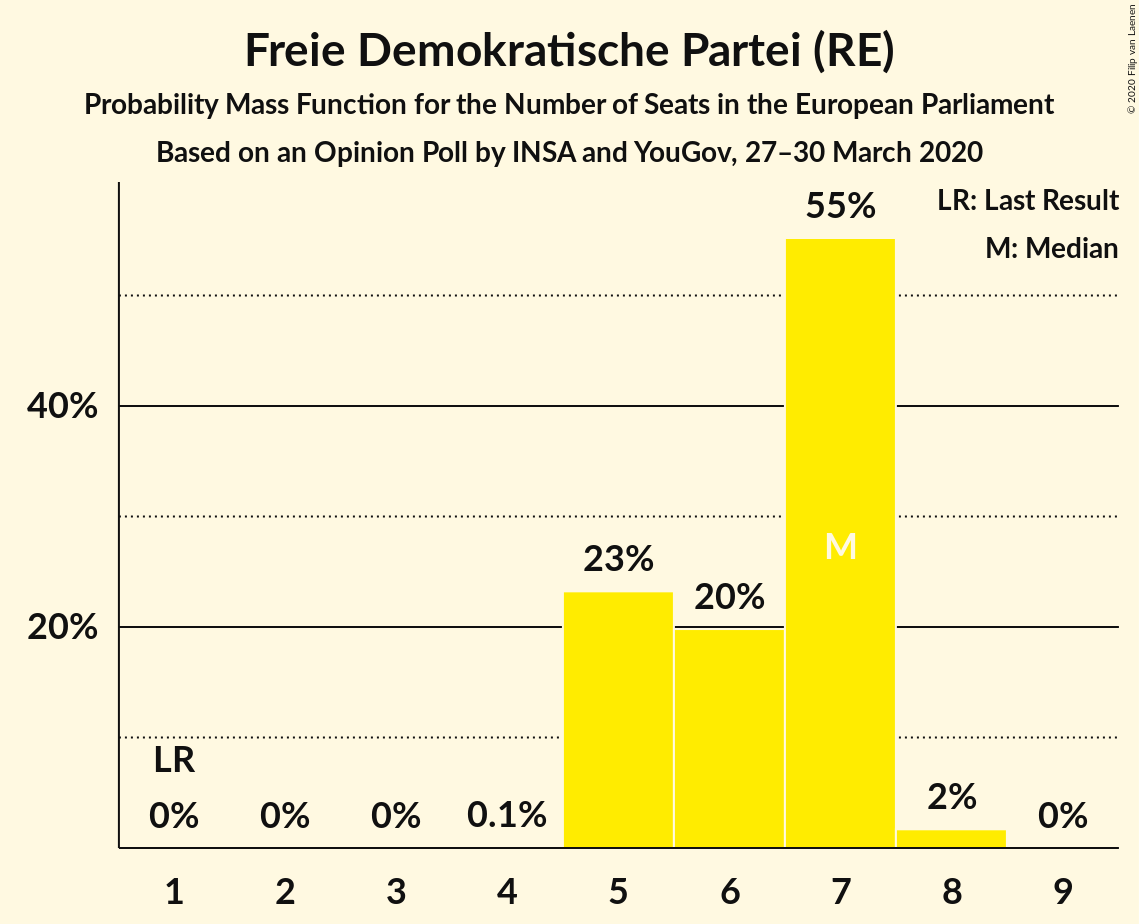 Freie Demokratische Partei (RE)
Probability Mass Function for the Number of Seats in the European Parliament
Based on an Opinion Poll by INSA and YouGov, 27–30 March 2020
© 2020 Filip van Laenen
LR: Last Result
M: Median
55%
40%
M
23%
20%
20%
LR
0%
0%
0%
0.1%
2%
0%
1 2 3 4 5 6 7 8 9